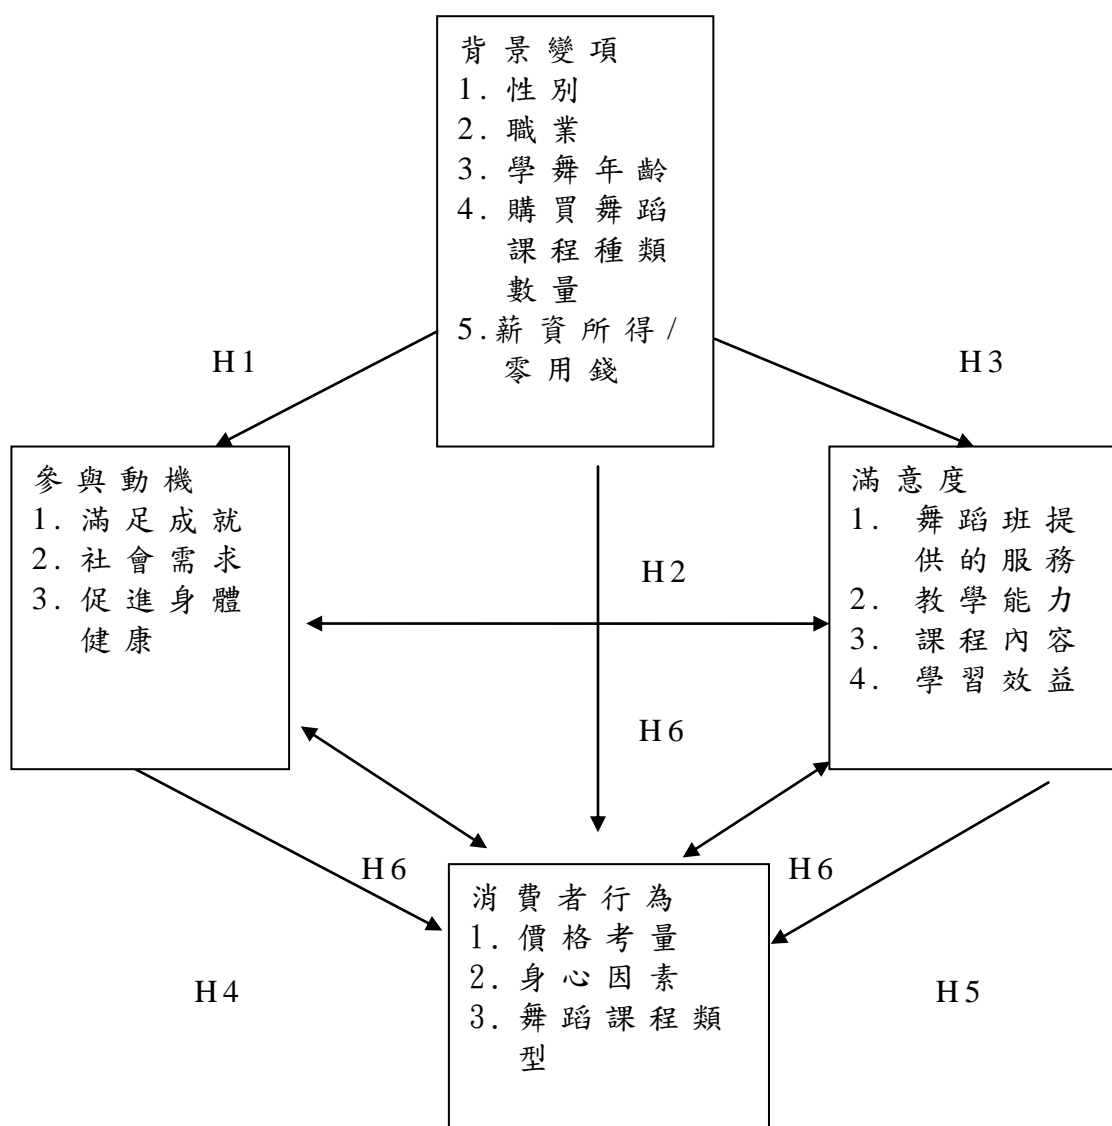 背景變項
1. 性別
2. 職業
3. 學舞年齡
4. 購買舞蹈
課程種類
數量
5.薪資所得/
零用錢
H1
H3
參與動機
1. 滿足成就
2. 社會需求
3. 促進身體
健康
滿意度
1. 舞蹈班提
供的服務
2. 教學能力
3. 課程內容
4. 學習效益
H2
H6
H6
H6
消費者行為
1. 價格考量
2. 身心因素
3. 舞蹈課程類
型
H4
H5